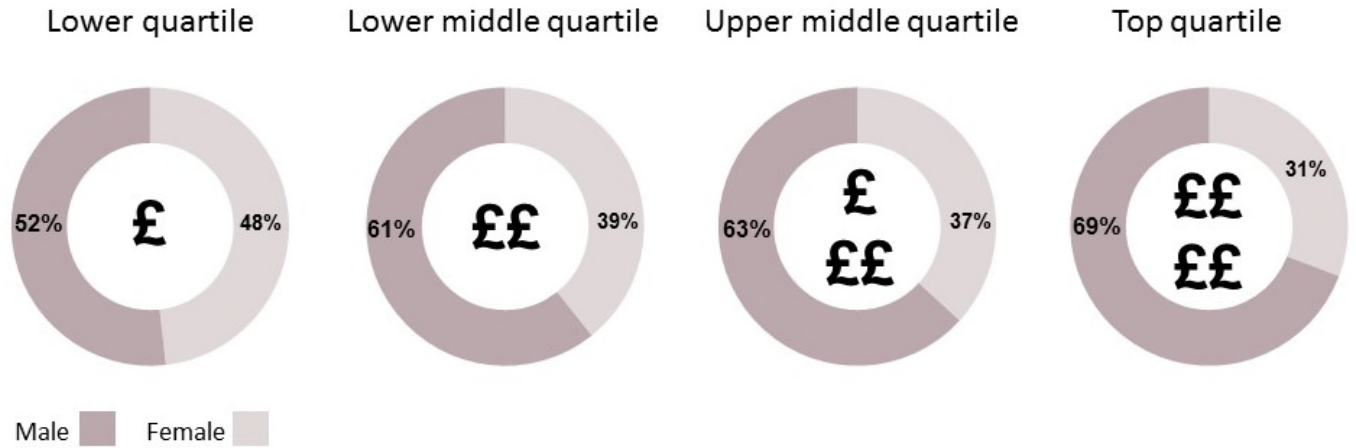 Lower quartile
Lower middle quartile
Upper middle quartile
Top quartile
52%
£
48%
61%
££
39%
63%
£
££
37%
69%
££
££
31%
Male
Female